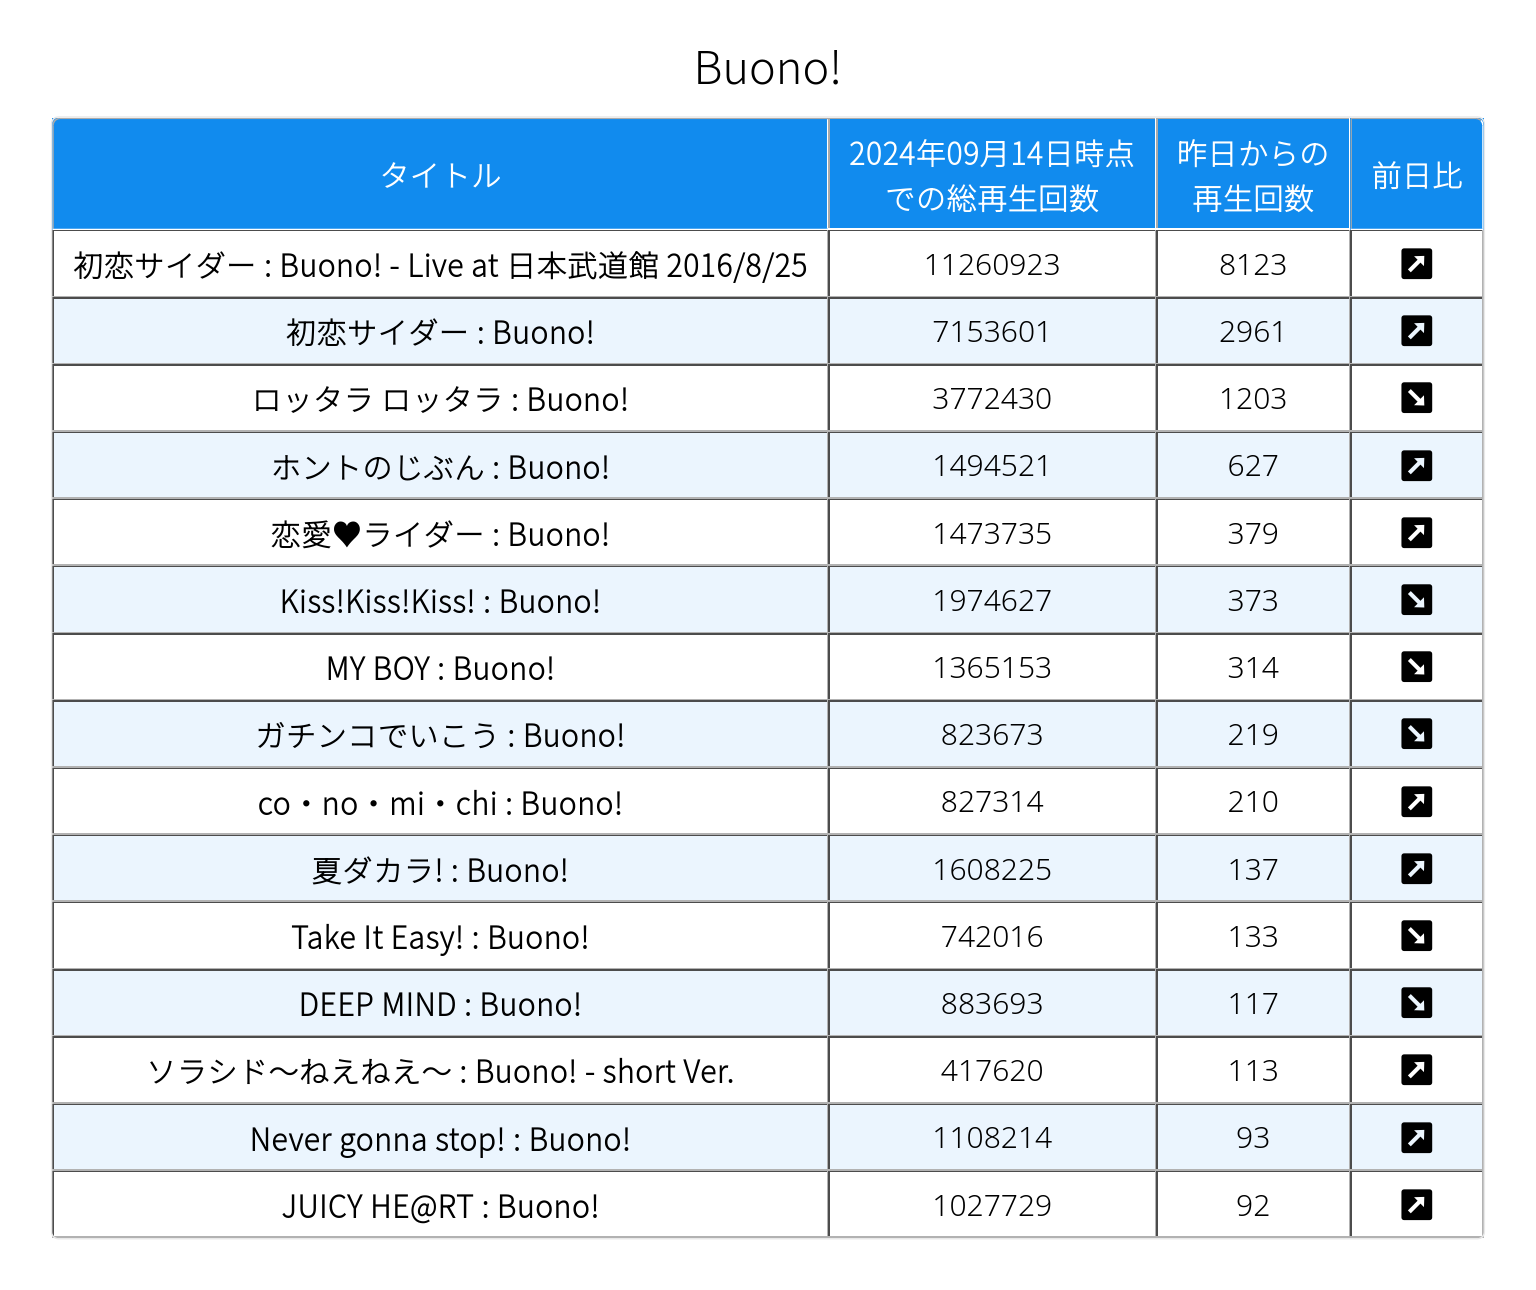 Buono!
タイトル
2024年09月14日時点
での総再生回数
昨日からの
再生回数
前日比
初恋サイダー : Buono! - Live at 日本武道館 2016/8/25 11260923 8123
初恋サイダー : Buono! 7153601 2961
ロッタラ ロッタラ : Buono! 3772430 1203
ホントのじぶん : Buono! 1494521 627
恋愛♥ライダー : Buono! 1473735 379
Kiss!Kiss!Kiss! : Buono! 1974627 373
MY BOY : Buono! 1365153 314
ガチンコでいこう : Buono! 823673 219
co・no・mi・chi : Buono! 827314 210
夏ダカラ! : Buono! 1608225 137
Take It Easy! : Buono! 742016 133
DEEP MIND : Buono! 883693 117
ソラシド〜ねえねえ〜 : Buono! - short Ver. 417620 113
Never gonna stop! : Buono! 1108214 93
JUICY HE@RT : Buono! 1027729 92